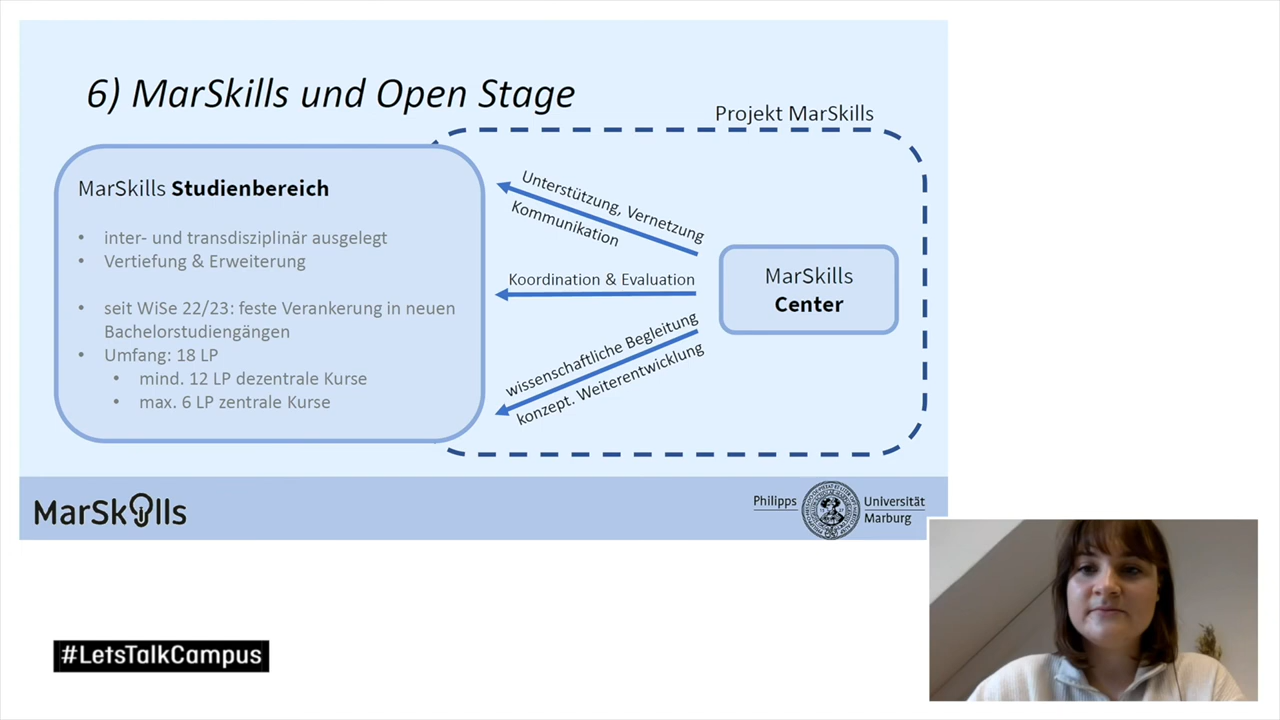 6) MarSkills und Open Stage
Projekt MarSkills
MarSkills Studienbereich
• inter- und transdisziplinär ausgelegt
• Vertiefung & Erweiterung
• seit WiSe 22/23: feste Verankerung in neuen
Bachelorstudiengängen
• Umfang: 18 LP
• mind. 12 LP dezentrale Kurse
• max. 6 LP zentrale Kurse
Unterstützung, Vernetzung
Kommunikation
Koordination & Evaluation
wissenschaftliche Begleitung
konzept. Weiterentwicklung
MarSkills
Center
MarSkills
Philipps Universität
Marburg
#LetsTalkCampus